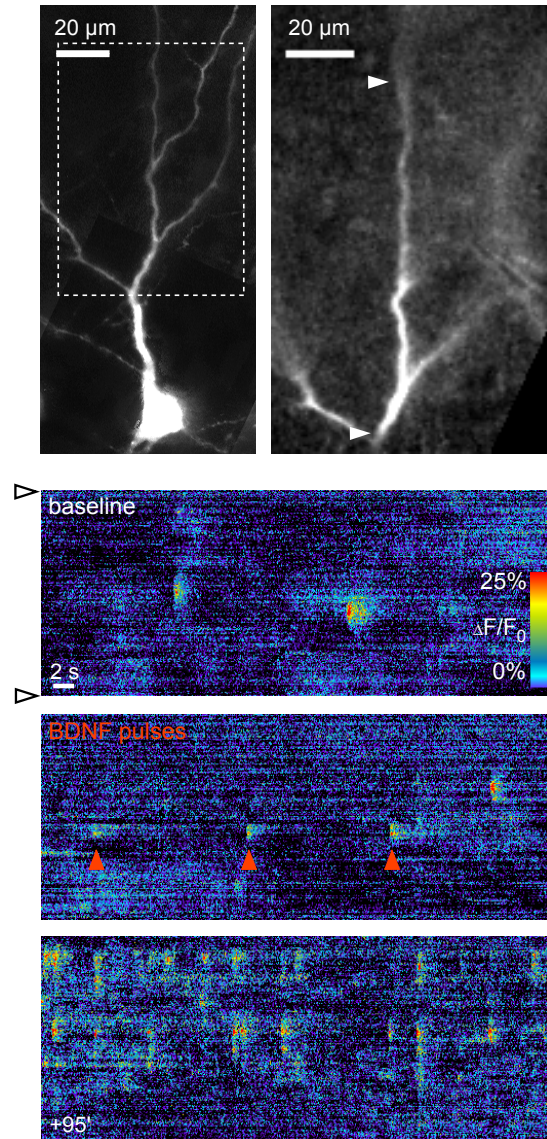 20 µm
20 µm
baseline
25%
ΔF/F₀
0%
2 s
BDNF pulses
+95'